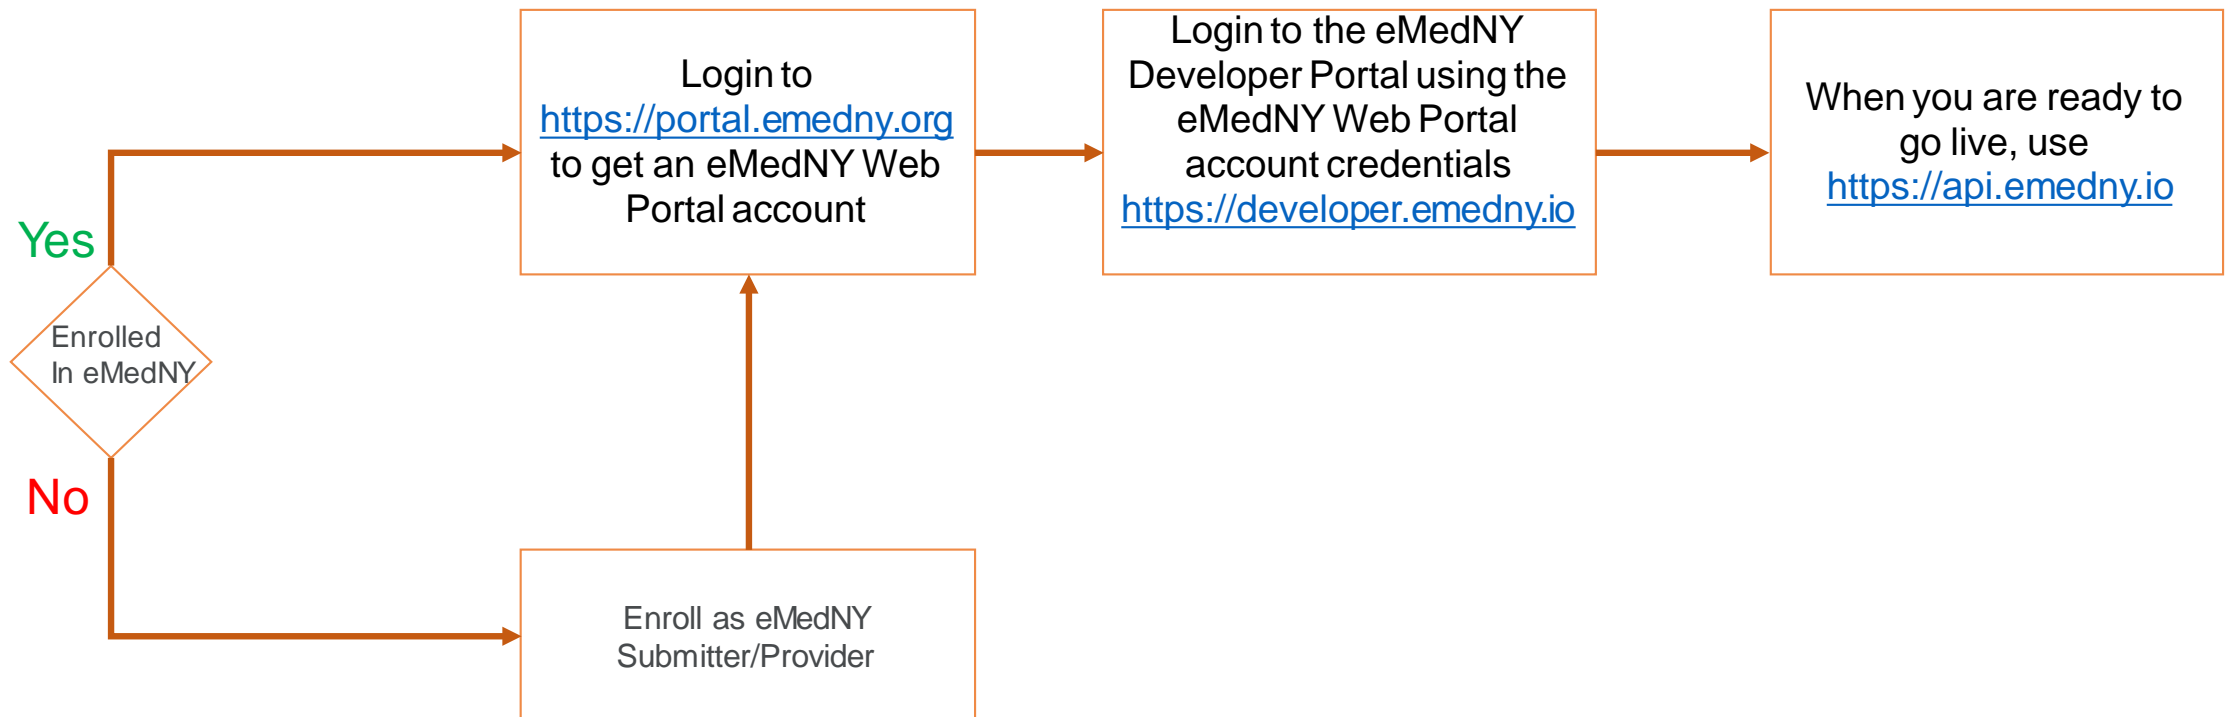 Login to
https://portal.emedny.org
to get an eMedNY Web
Portal account
Login to the eMedNY
Developer Portal using the
eMedNY Web Portal
account credentials
https://developer.emedny.io
When you are ready to
go live, use
https://api.emedny.io
Yes
Enrolled
In eMedNY
No
Enroll as eMedNY
Submitter/Provider